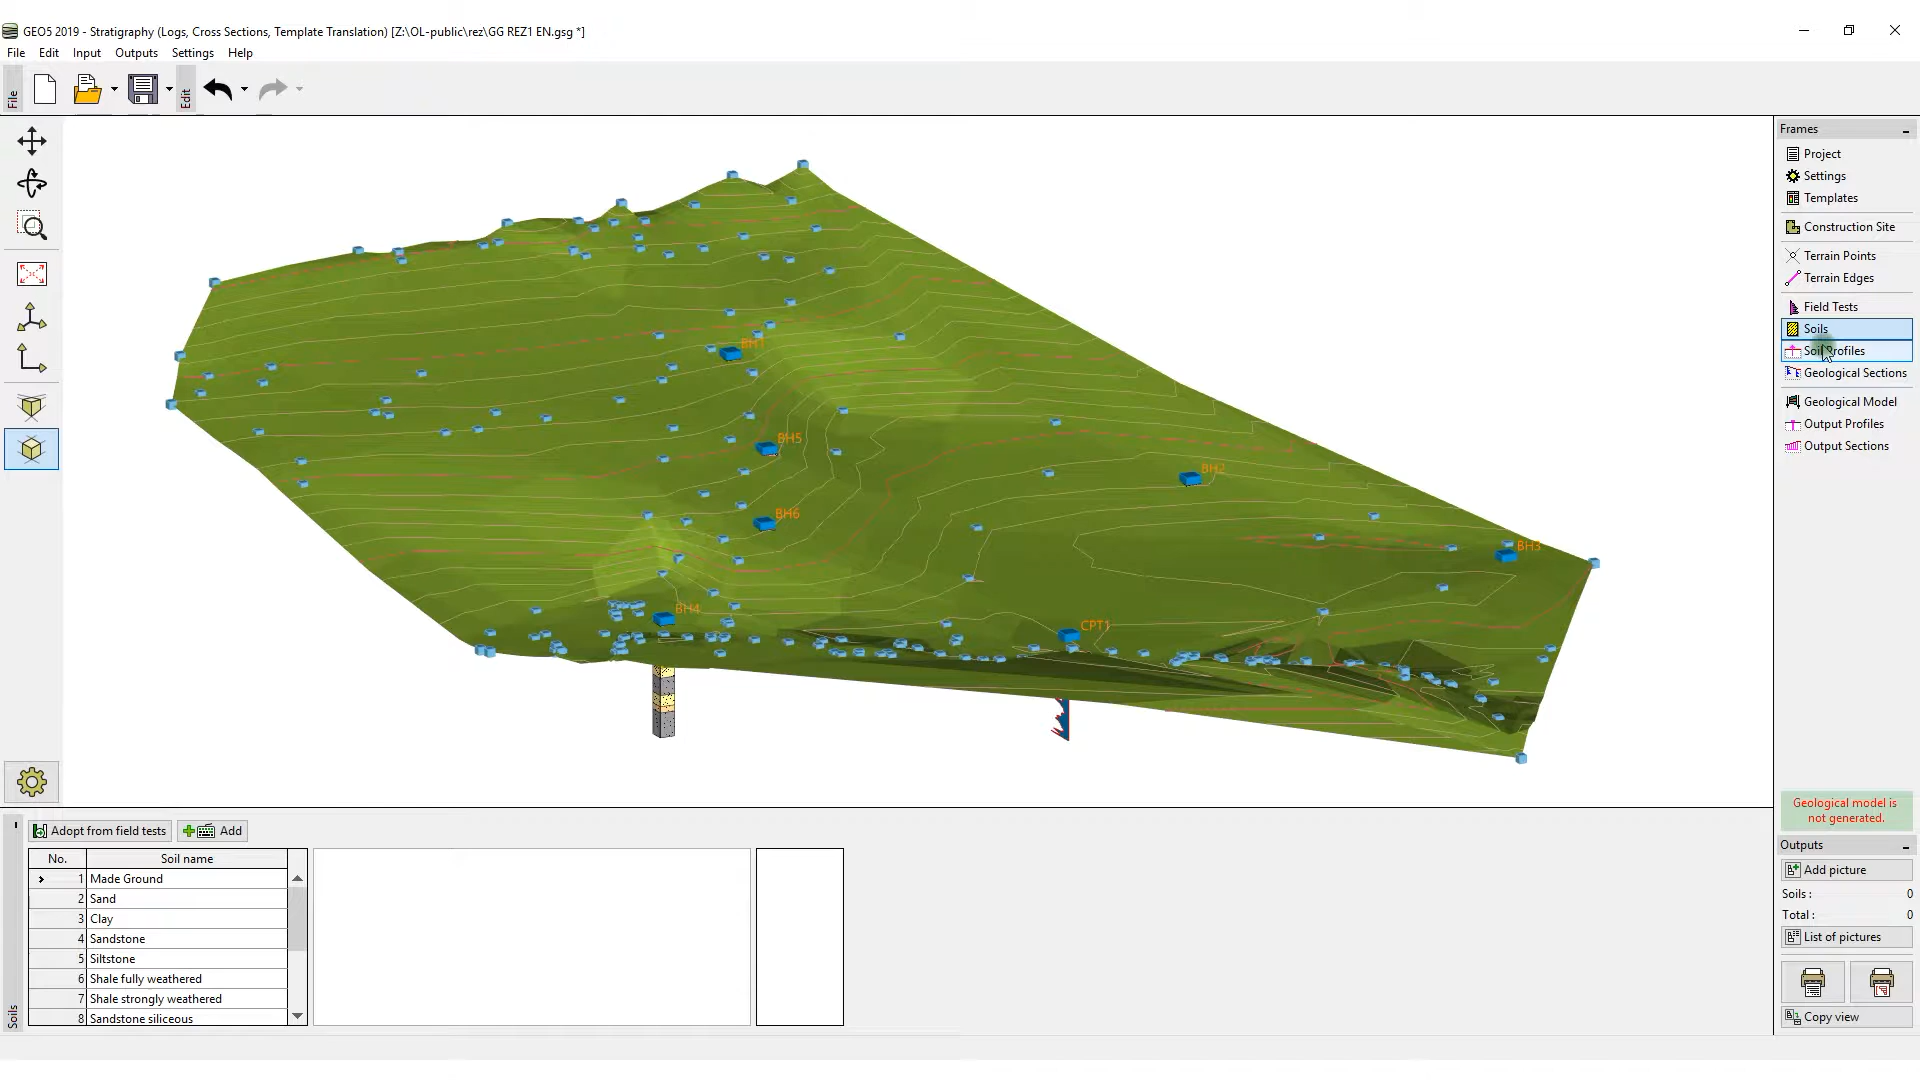 GEO5 2019 - Stratigraphy (Logs, Cross Sections, Template Translation) [Z:\OL-public\rez\GG REZ1 EN.gsg *]
File Edit Input Outputs Settings Help
File
Edit
Frames
Project
Settings
Templates
Construction Site
Terrain Points
Terrain Edges
Field Tests
Soils
Soil Profiles
Geological Sections
Geological Model
Output Profiles
Output Sections
BH1
BH5
BH2
BH6
BH3
BH4
CPT1
Geological model is
not generated.
Outputs
Add picture
Soils : 0
Total : 0
List of pictures
Copy view
Soils
Adopt from field tests Add
No. Soil name
1 Made Ground
2 Sand
3 Clay
4 Sandstone
5 Siltstone
6 Shale fully weathered
7 Shale strongly weathered
8 Sandstone siliceous